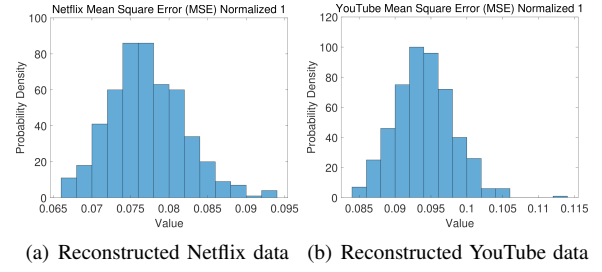 Netflix Mean Square Error (MSE) Normalized 1
100
80
60
40
20
0
Probability Density
0.065 0.07 0.075 0.08 0.085 0.09 0.095
Value
(a) Reconstructed Netflix data
YouTube Mean Square Error (MSE) Normalized 1
120
100
80
60
40
20
0
Probability Density
0.085 0.09 0.095 0.1 0.105 0.11 0.115
Value
(b) Reconstructed YouTube data